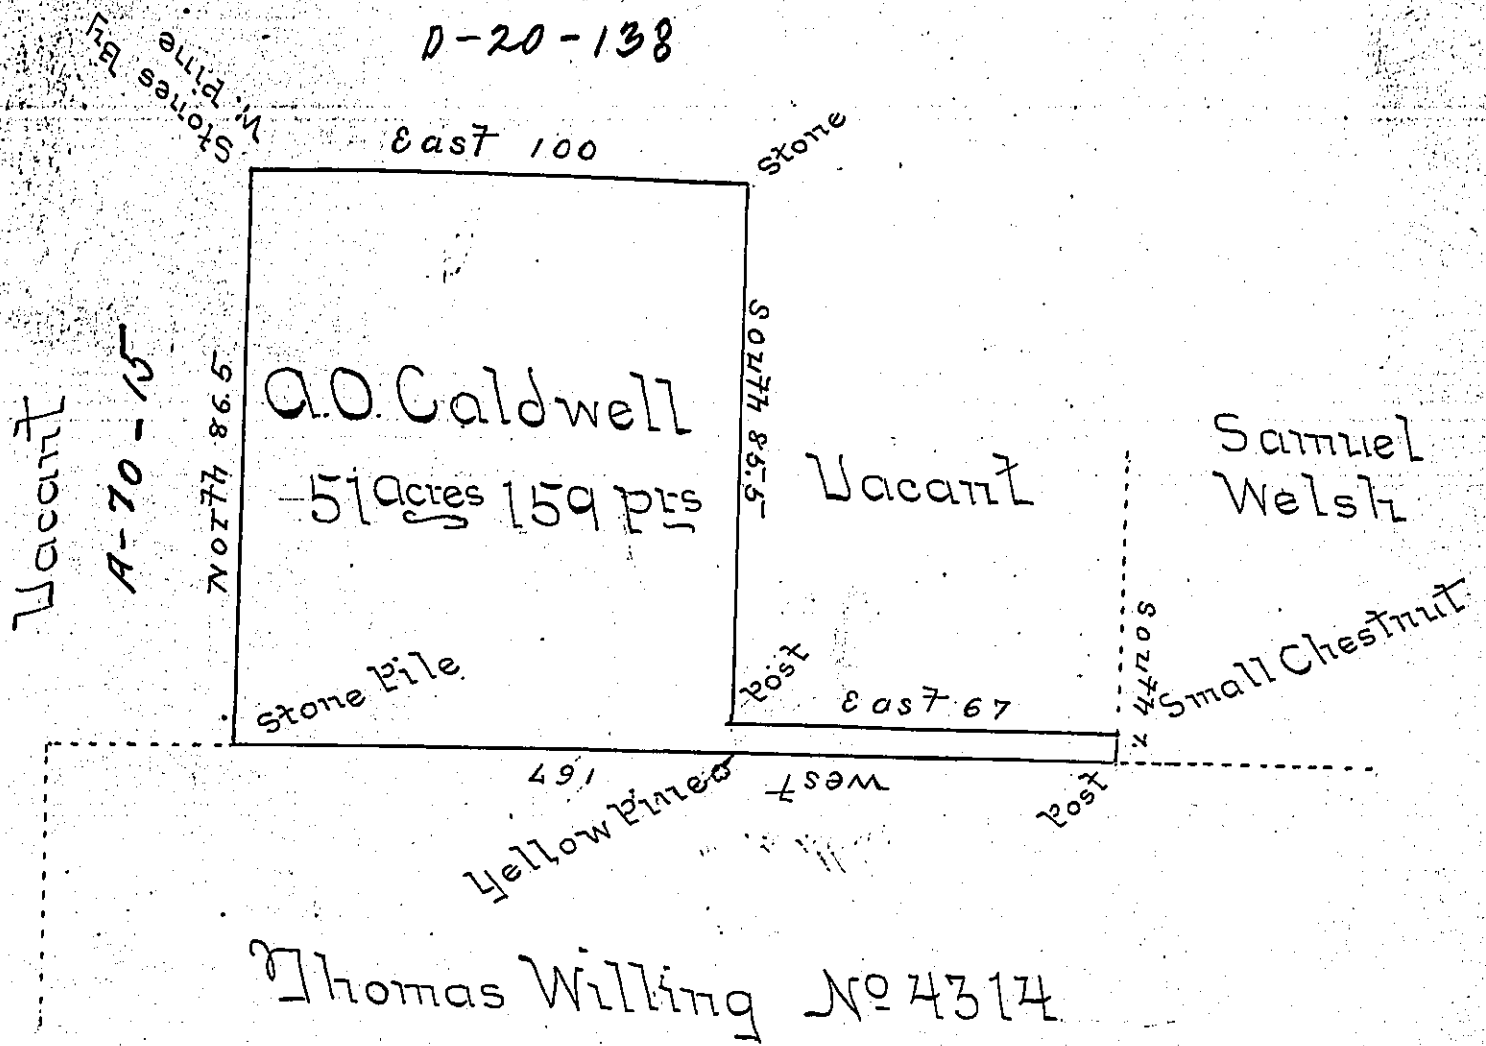 D-20-138
Stones By
W. Pine
East 100
Stone
Vacant
A-70-15
North 86.5
A.O. Caldwell
51 acres 159 prs
South 85.5
Vacant
Samuel
Welsh
Stone Pile
Post
East 67
South 1
Small Chestnut
167
West
Yellow Pine
Post
Thomas Willing No 4314